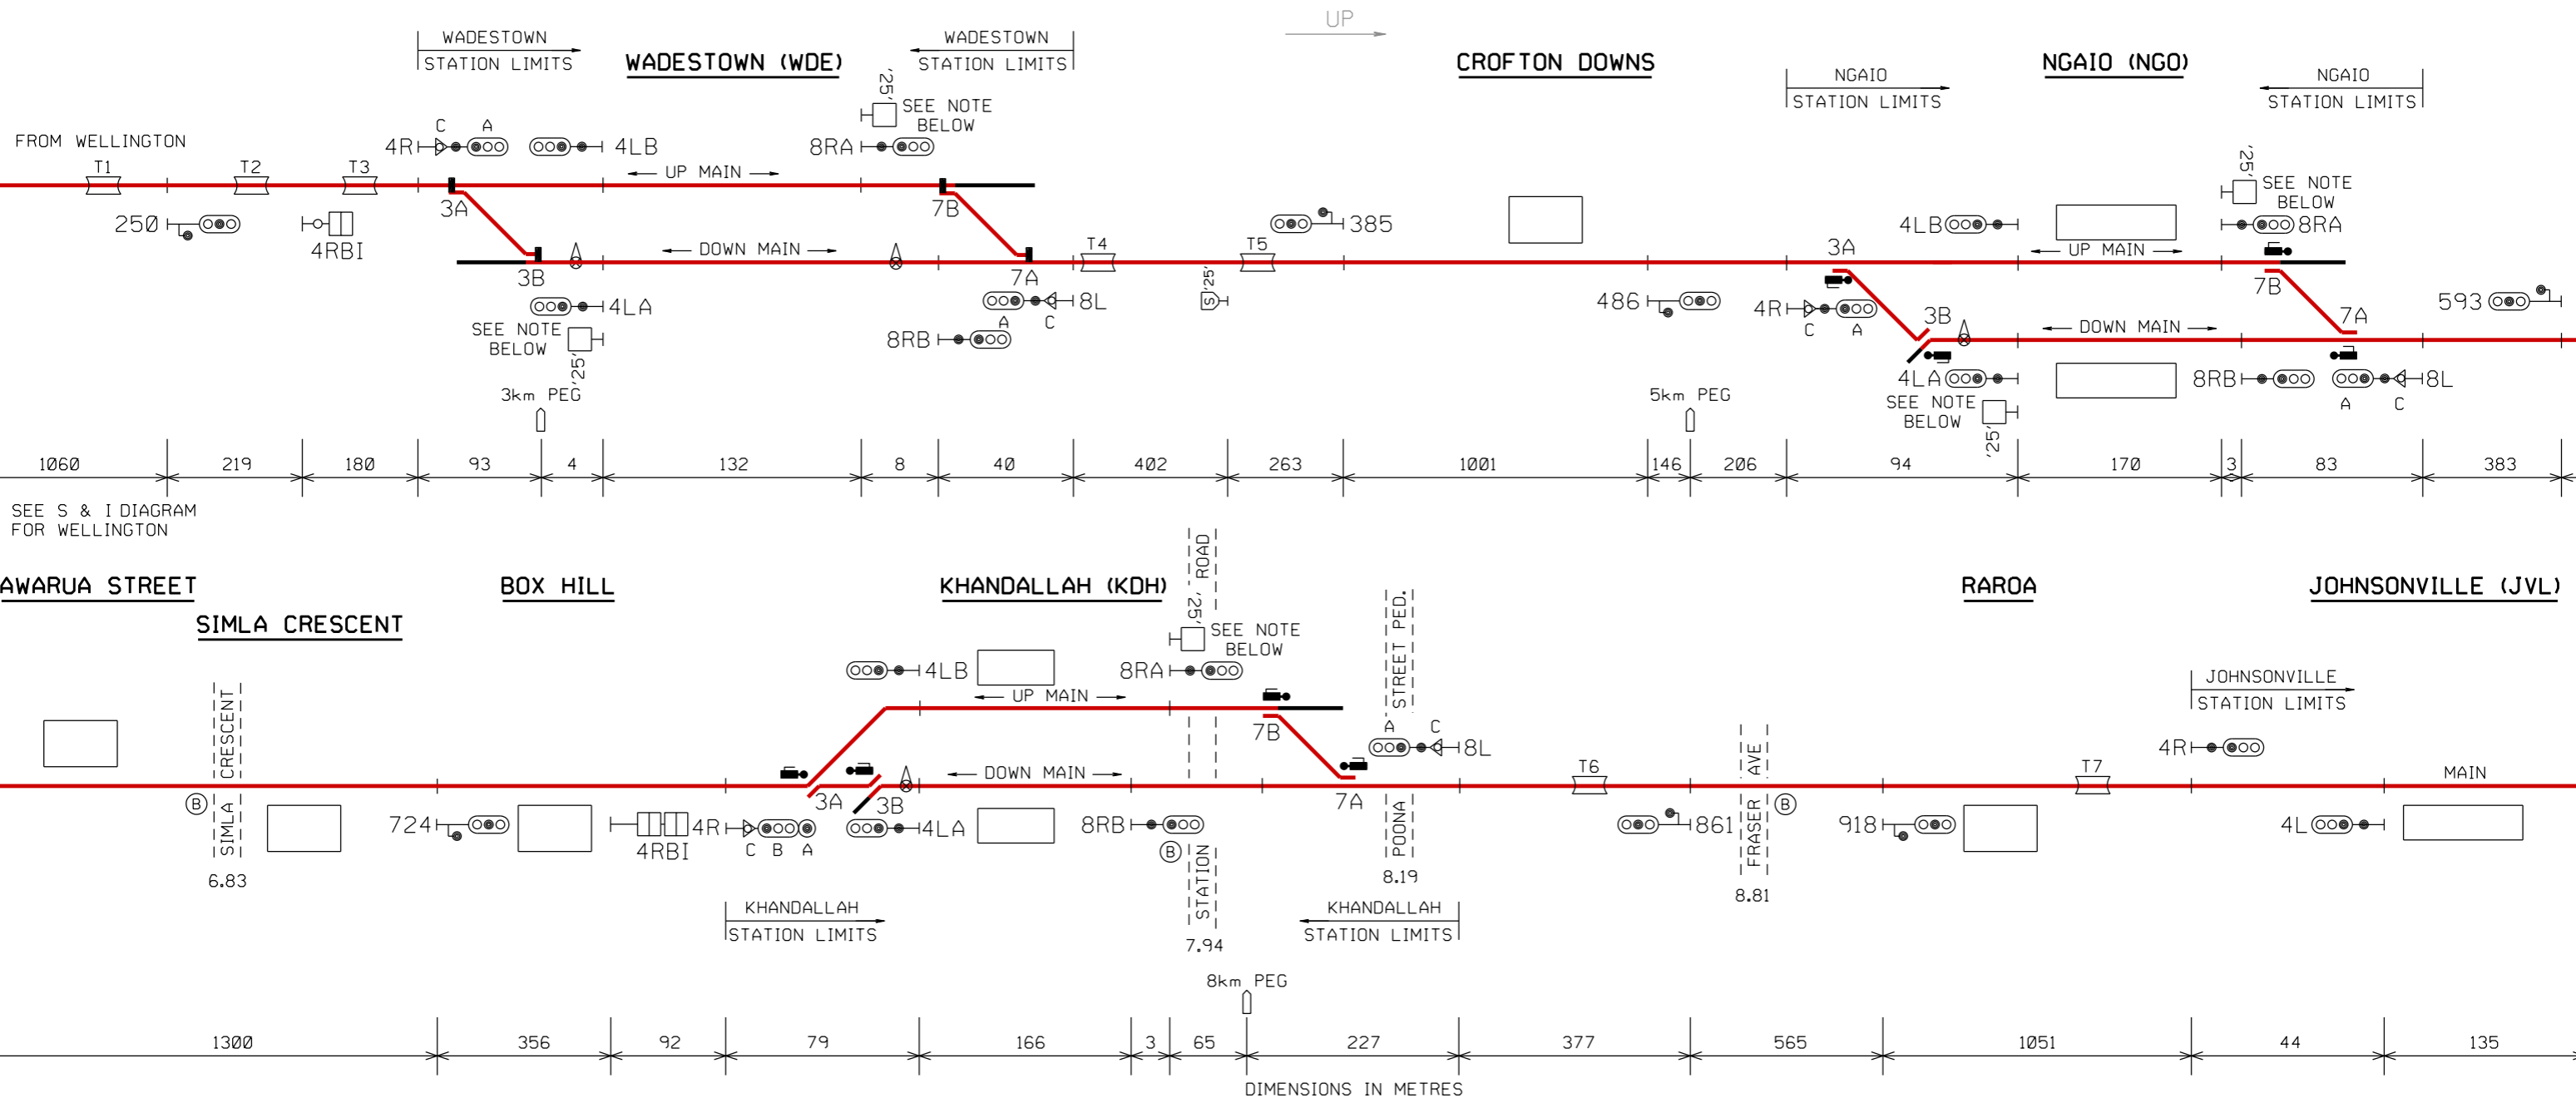 UP
WADESTOWN
STATION LIMITS
WADESTOWN (WDE)
WADESTOWN
STATION LIMITS
CROFTON DOWNS
NGAIO
STATION LIMITS
NGAIO (NGO)
NGAIO
STATION LIMITS
FROM WELLINGTON
T1
T2
T3
C
A
4R
4LB
'25'
SEE NOTE
BELOW
8RA
UP MAIN
3A
7B
250
4RBI
DOWN MAIN
3B
7A
T4
T5
'25'
S
385
4LA
SEE NOTE
BELOW
'25'
8L
A
C
8RB
3km PEG
486
4LB
3A
UP MAIN
'25'
SEE NOTE
BELOW
8RA
7B
7A
593
4R
C
A
3B
DOWN MAIN
4LA
SEE NOTE
BELOW
'25'
8RB
8L
A
C
5km PEG
1060
219
180
93
4
132
8
40
402
263
1001
146
206
94
170
3
83
383
SEE S & I DIAGRAM
FOR WELLINGTON
AWARUA STREET
SIMLA CRESCENT
BOX HILL
KHANDALLAH (KDH)
RAROA
JOHNSONVILLE (JVL)
SIMLA CRESCENT
B
6.83
724
4RBI
4R
C
B
A
3A
3B
4LB
4LA
UP MAIN
DOWN MAIN
8RA
'25'
SEE NOTE
BELOW
8RB
B
STATION ROAD
7.94
7B
7A
POONA STREET PED.
8.19
A
C
8L
T6
861
FRASER AVE
B
8.81
918
T7
JOHNSONVILLE
STATION LIMITS
4R
MAIN
4L
KHANDALLAH
STATION LIMITS
KHANDALLAH
STATION LIMITS
8km PEG
1300
356
92
79
166
3
65
227
377
565
1051
44
135
DIMENSIONS IN METRES